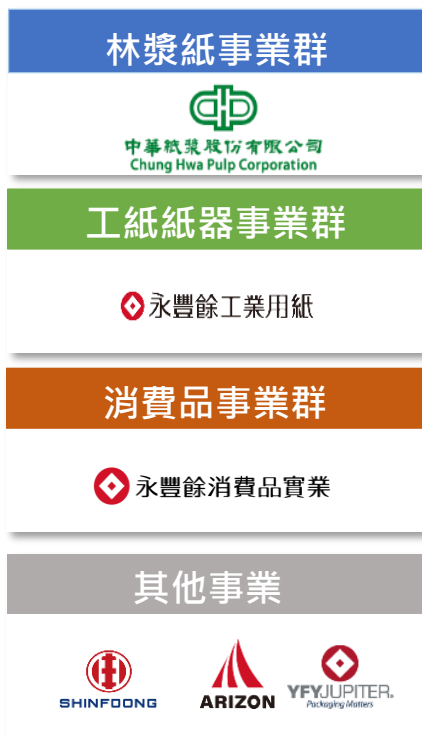 林漿紙事業群
中華紙漿股份有限公司
Chung Hwa Pulp Corporation
工紙紙器事業群
永豐餘工業用紙
消費品事業群
永豐餘消費品實業
其他事業
SHINFOONG
ARIZON
YFYJUPITER.
Packaging Matters